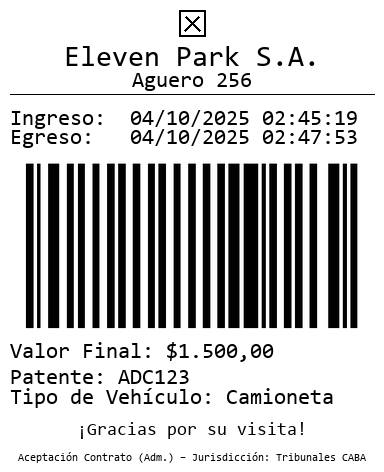 Eleven Park S.A.
Aguero 256
Ingreso: 04/10/2025 02:45:19
Egreso: 04/10/2025 02:47:53
Valor Final: $1.500,00
Patente: ADC123
Tipo de Vehículo: Camioneta
¡Gracias por su visita!
Aceptación Contrato (Adm.) – Jurisdicción: Tribunales CABA